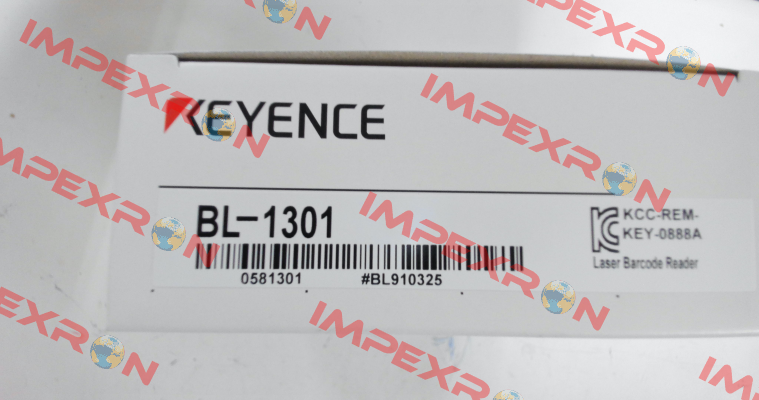 KEYENCE
BL-1301
0581301 #BL910325
KCC-REM-
KEY-0888A
Laser Barcode Reader
IMPEXRON
IMPEXRON
IMPEXRON
IMPEXRON
IMPEXRON
IMPEXRON
IMPEXRON